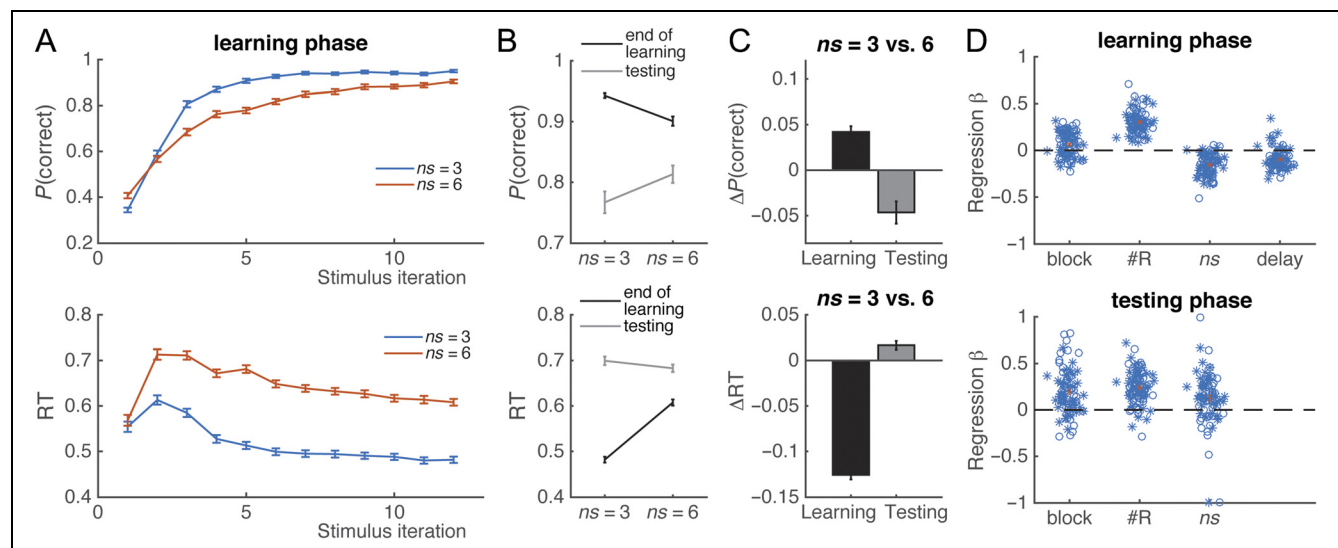 A
learning phase
P(correct)
1
0.8
0.6
0.4
0.2
0
5
10
Stimulus iteration
ns = 3
ns = 6
RT
0.8
0.7
0.6
0.5
0.4
0
5
10
Stimulus iteration
ns = 3
ns = 6
B
end of
learning
testing
P(correct)
1
0.9
0.8
0.7
ns = 3 ns = 6
end of
learning
testing
RT
0.8
0.7
0.6
0.5
0.4
ns = 3 ns = 6
C
ns = 3 vs. 6
ΔP(correct)
0.1
0.05
0
−0.05
Learning Testing
ns = 3 vs. 6
ΔRT
0.05
0
−0.05
−0.1
−0.15
Learning Testing
D
learning phase
Regression β
1
0.5
0
−0.5
−1
block #R ns delay
testing phase
Regression β
1
0.5
0
−0.5
−1
block #R ns